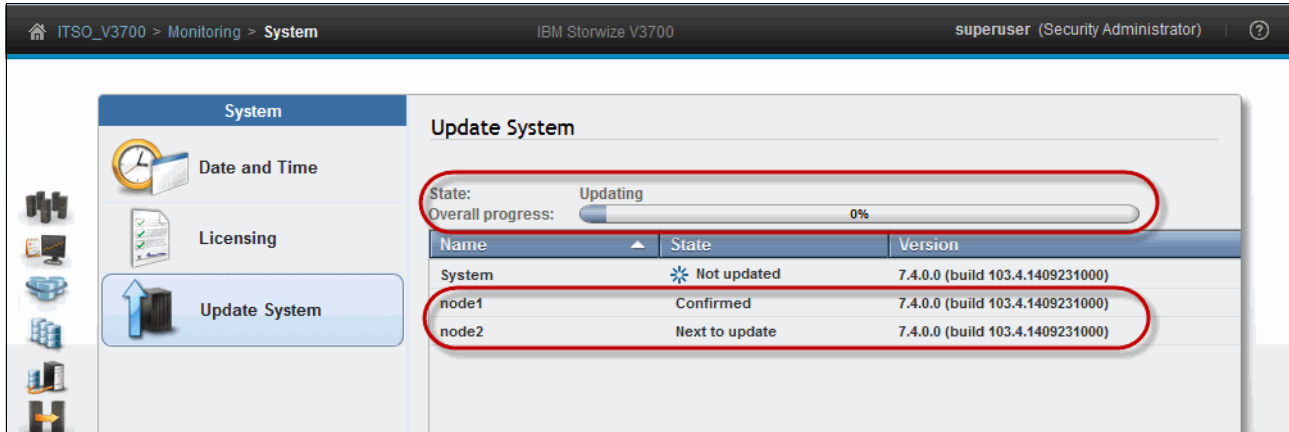 ITSO_V3700 > Monitoring > System IBM Storwize V3700 superuser (Security Administrator) ?
System
Date and Time
Licensing
Update System
Update System
State: Updating
Overall progress: 0%
Name State Version
System Not updated 7.4.0.0 (build 103.4.1409231000)
node1 Confirmed 7.4.0.0 (build 103.4.1409231000)
node2 Next to update 7.4.0.0 (build 103.4.1409231000)